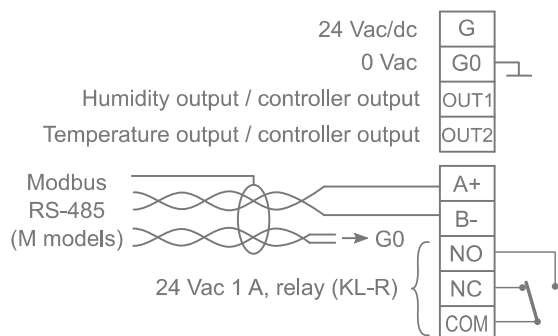 24 Vac/dc G
0 Vac G0
Humidity output / controller output OUT1
Temperature output / controller output OUT2
Modbus A+
RS-485 B-
(M models) G0
NO
24 Vac 1 A, relay (KL-R) NC
COM